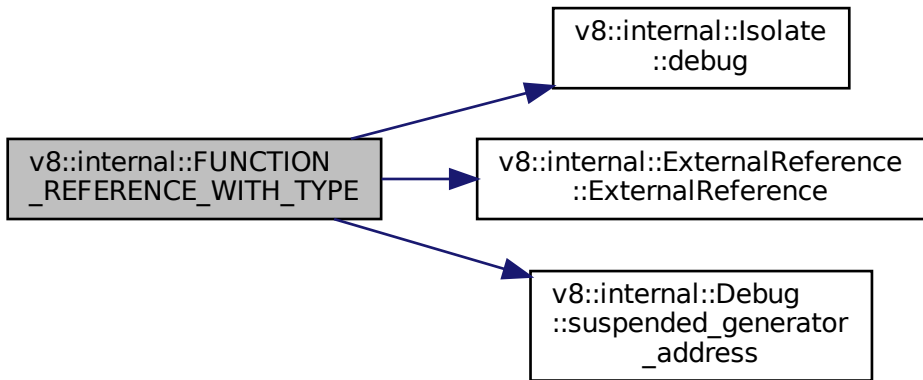 v8::internal::FUNCTION
_REFERENCE_WITH_TYPE
v8::internal::Isolate
::debug
v8::internal::ExternalReference
::ExternalReference
v8::internal::Debug
::suspended_generator
_address